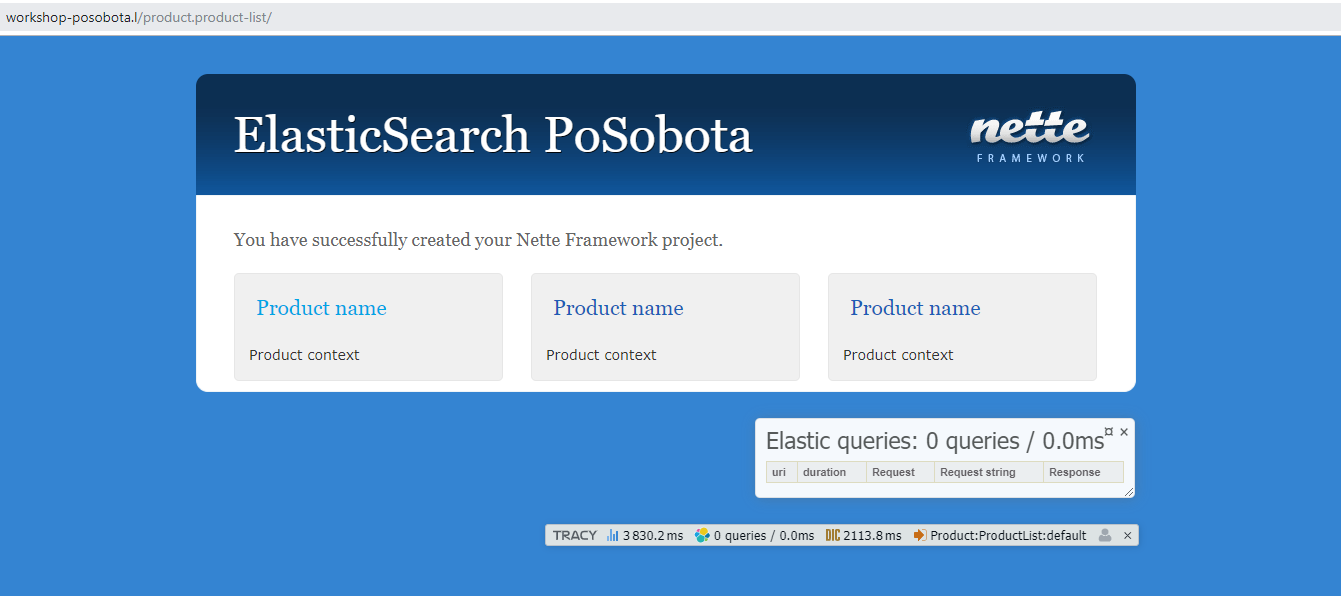 workshop-posobota.l/product.product-list/
ElasticSearch PoSobota
nette
FRAMEWORK
You have successfully created your Nette Framework project.
Product name Product name Product name
Product context Product context Product context
Elastic queries: 0 queries / 0.0ms ¤ ×
uri duration Request Request string Response
TRACY 3 830.2 ms 0 queries / 0.0ms DIC 2113.8 ms Product:ProductList:default ×